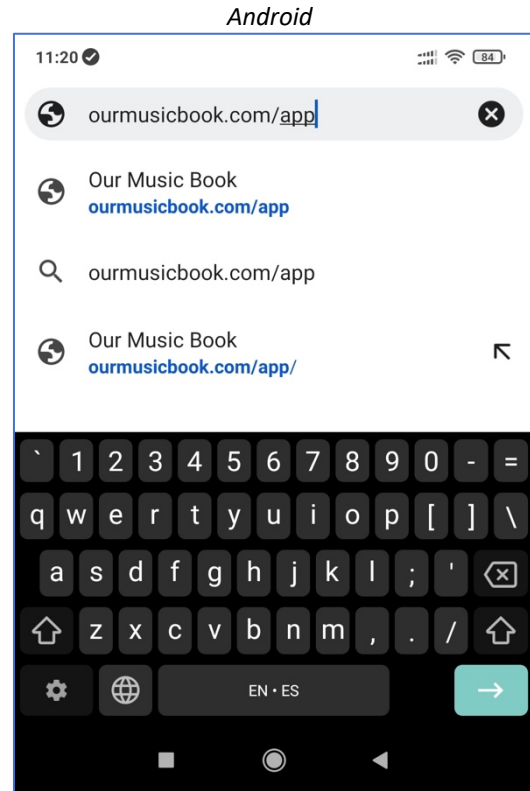 Android
11:20
84
ourmusicbook.com/app
Our Music Book
ourmusicbook.com/app
ourmusicbook.com/app
Our Music Book
ourmusicbook.com/app/
` 1 2 3 4 5 6 7 8 9 0 - =
q w e r t y u i o p [ ] \
a s d f g h j k l ; '
z x c v b n m , . /
EN • ES